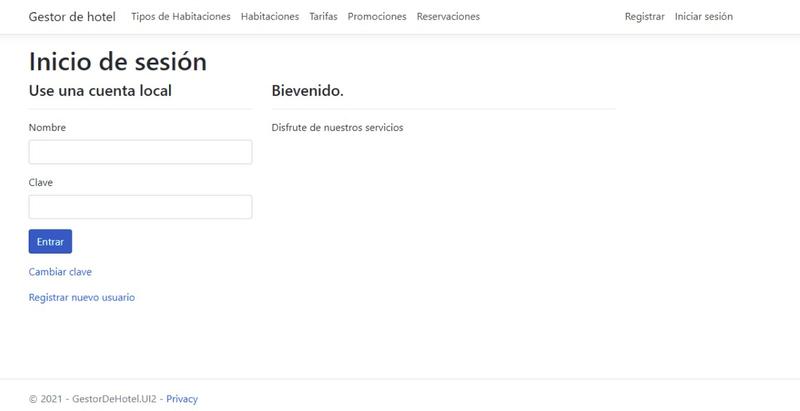 Gestor de hotel Tipos de Habitaciones Habitaciones Tarifas Promociones Reservaciones Registrar Iniciar sesión
Inicio de sesión
Use una cuenta local
Bievenido.
Nombre
Disfrute de nuestros servicios
Clave
Entrar
Cambiar clave
Registrar nuevo usuario
© 2021 - GestorDeHotel.UI2 - Privacy